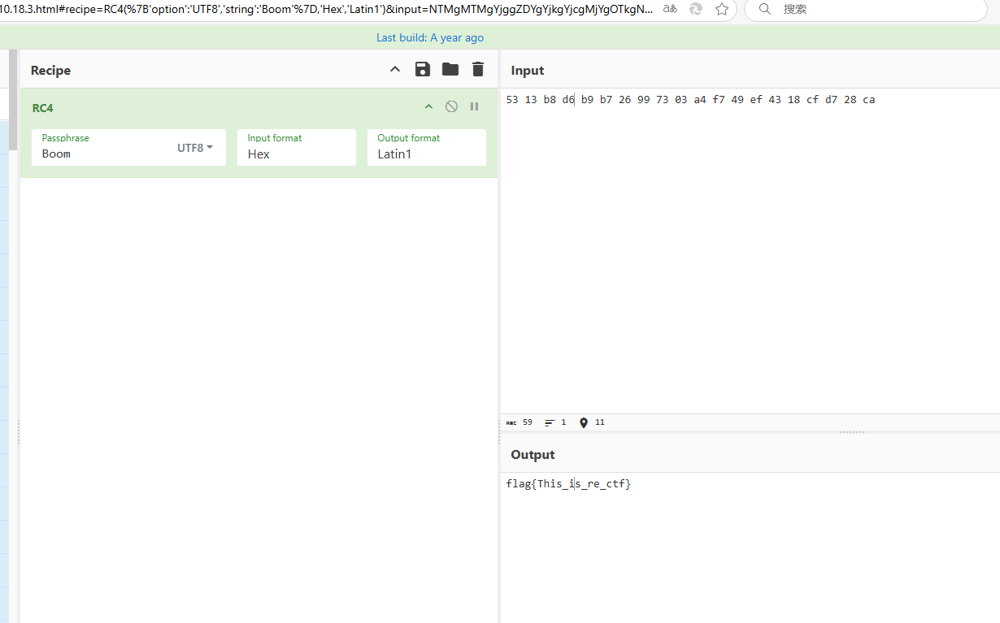 10.18.3.html#recipe=RC4(%7B'option':'UTF8','string':'Boom'%7D,'Hex','Latin1')&input=NTMgMTMgYjggZDYgYjkgYjcgMjYgOTkgN... aあ 搜索
Last build: A year ago
Recipe
RC4
Passphrase
Boom
UTF8
Input format
Hex
Output format
Latin1
Input
53 13 b8 d6 b9 b7 26 99 73 03 a4 f7 49 ef 43 18 cf d7 28 ca
ABC 59 1 11
Output
flag{This_is_re_ctf}